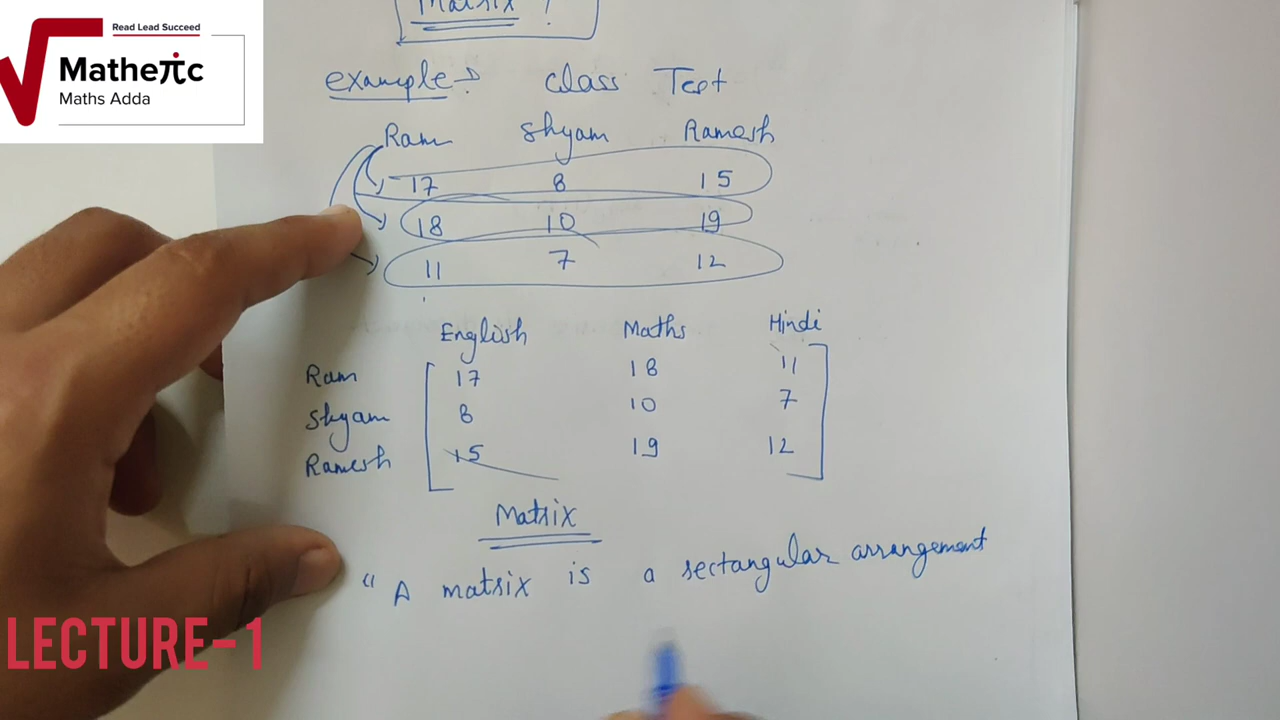 Read Lead Succeed
Matheπc
Maths Adda
Matrix ?
example → Class Test
Ram Shyam Ramesh
17 8 15
18 10 19
11 7 12
English Maths Hindi
Ram 17 18 11
Shyam 8 10 7
Ramesh 15 19 12
Matrix
" A matrix is a rectangular arrangement
LECTURE-1